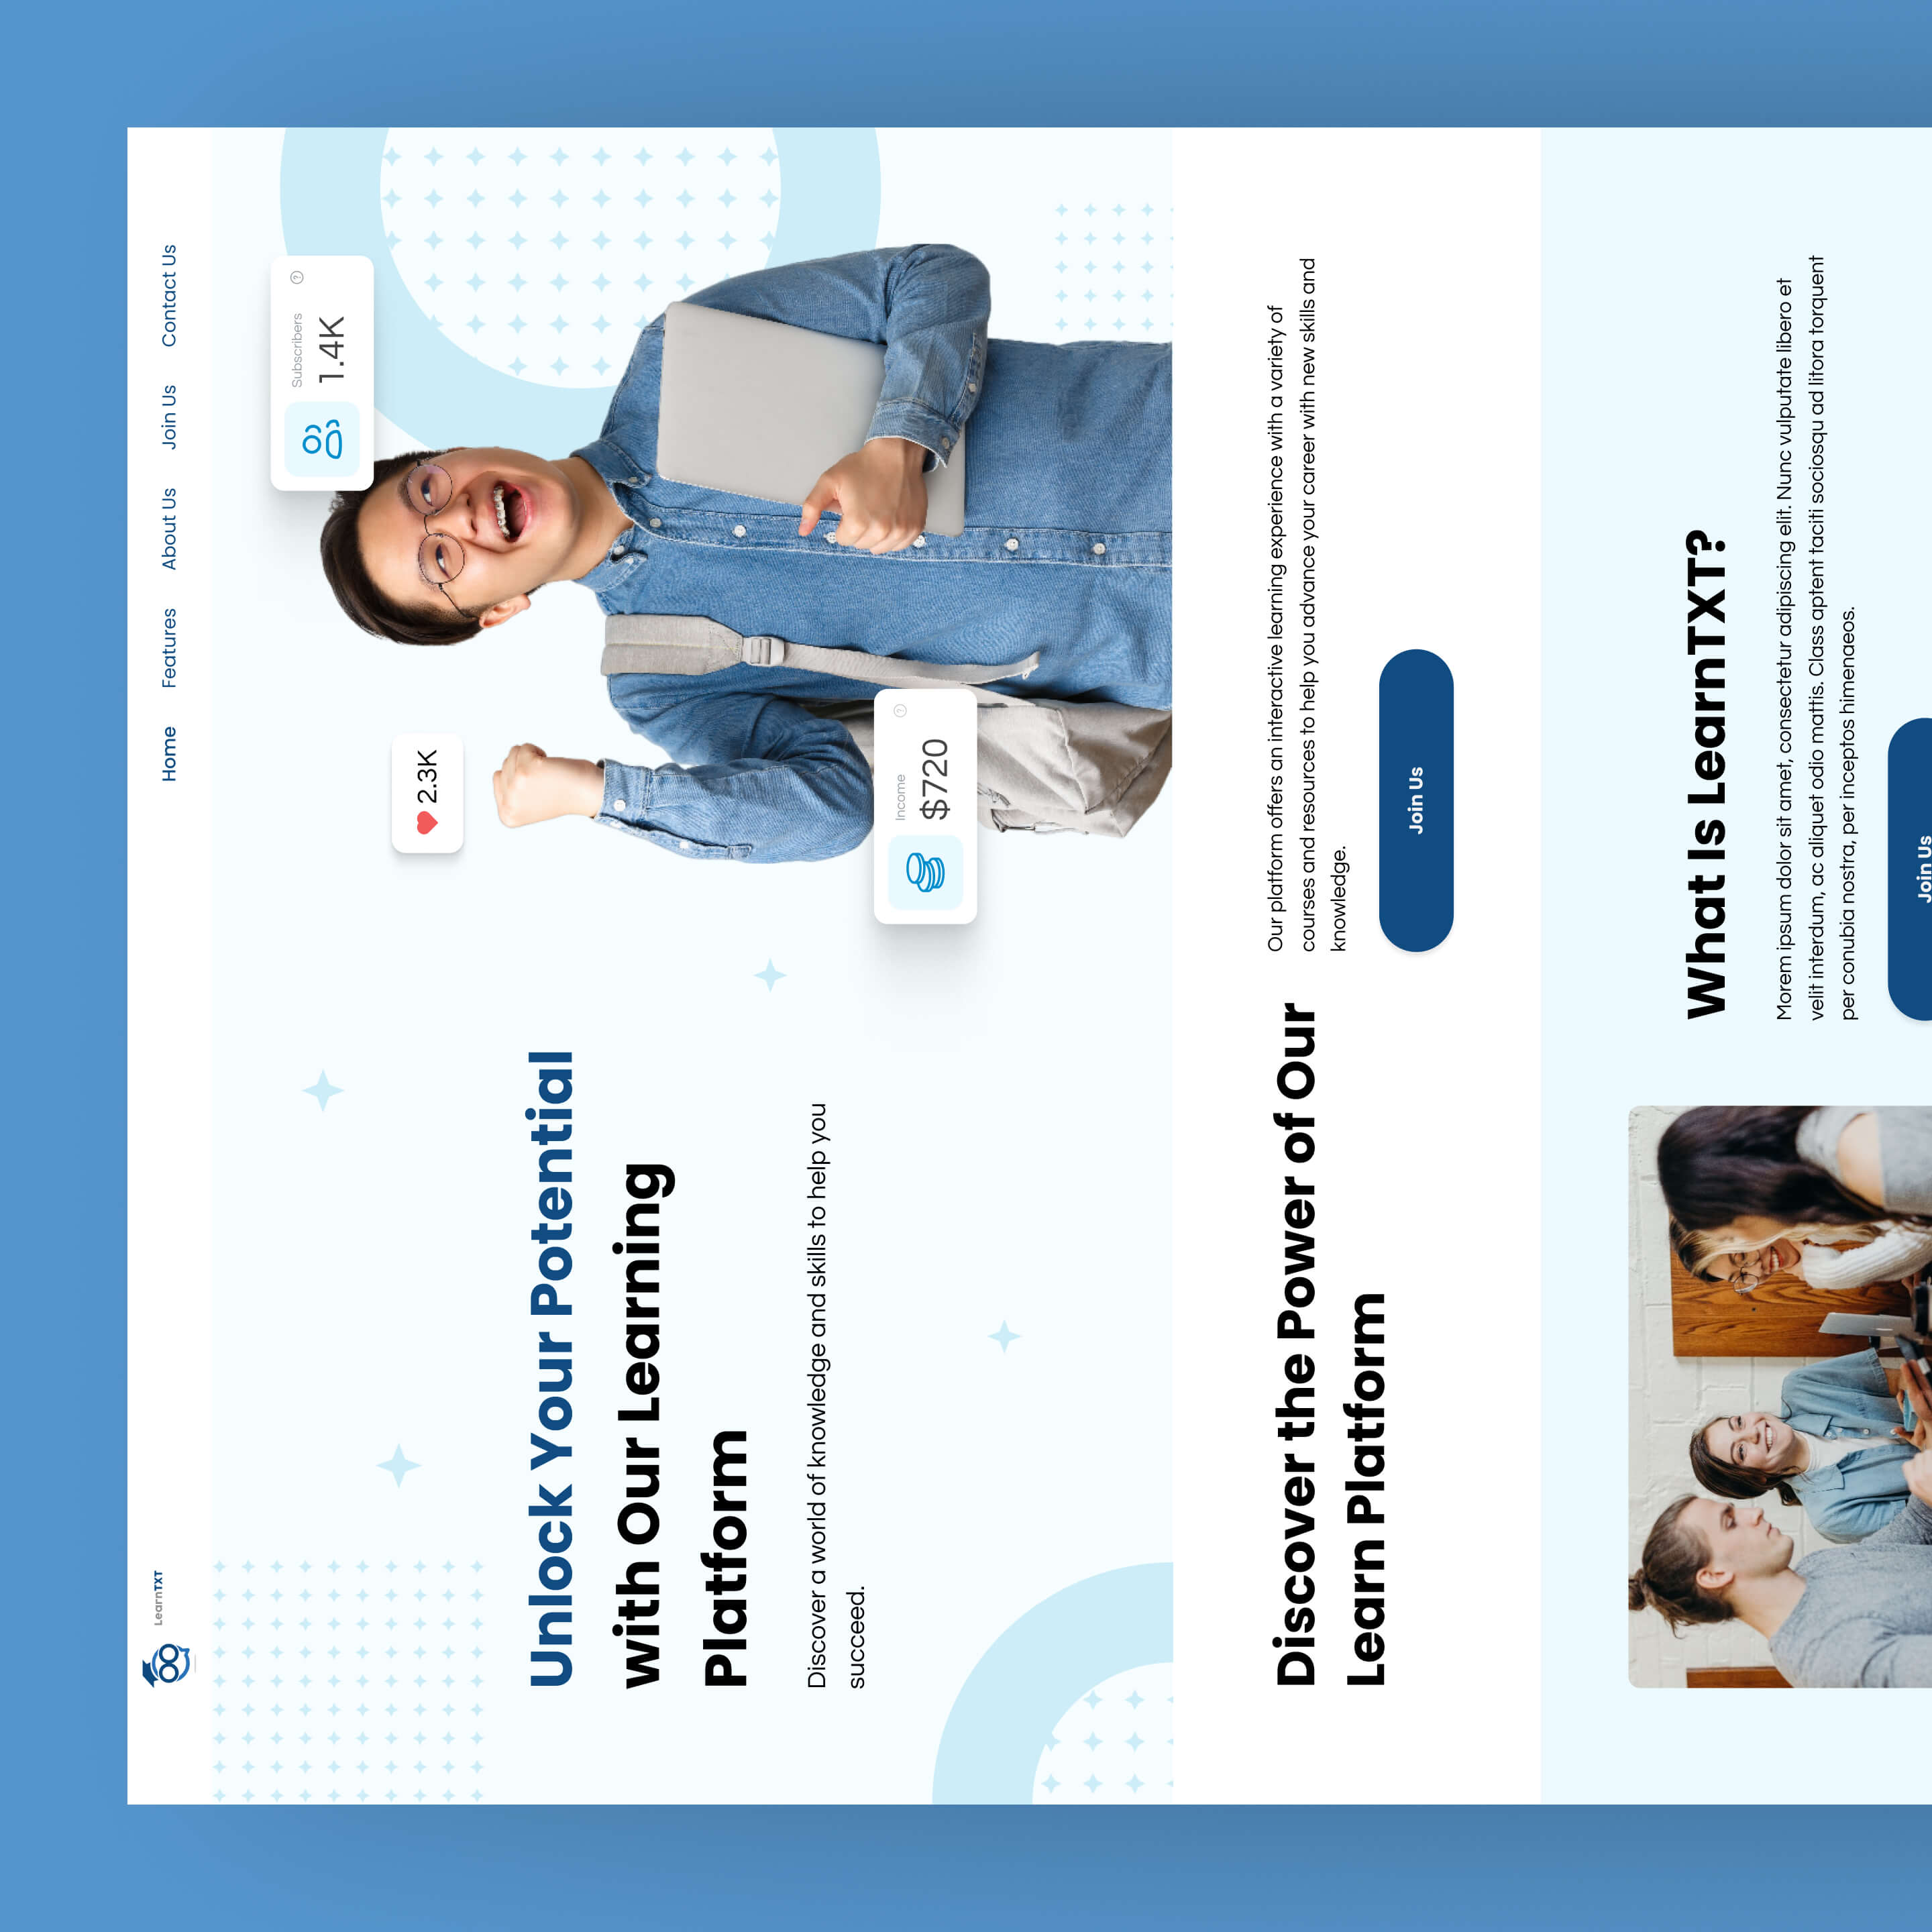 LearnTXT
Home
Features
About Us
Join Us
Contact Us
Unlock Your Potential
with Our Learning
Platform
Discover a world of knowledge and skills to help you
succeed.
2.3K
Subscribers
1.4K
Income
$720
Discover the Power of Our
Learn Platform
Our platform offers an interactive learning experience with a variety of
courses and resources to help you advance your career with new skills and
knowledge.
Join Us
What Is LearnTXT?
Morem ipsum dolor sit amet, consectetur adipiscing elit. Nunc vulputate libero et
velit interdum, ac aliquet odio mattis. Class aptent taciti sociosqu ad litora torquent
per conubia nostra, per inceptos himenaeos.
Join Us